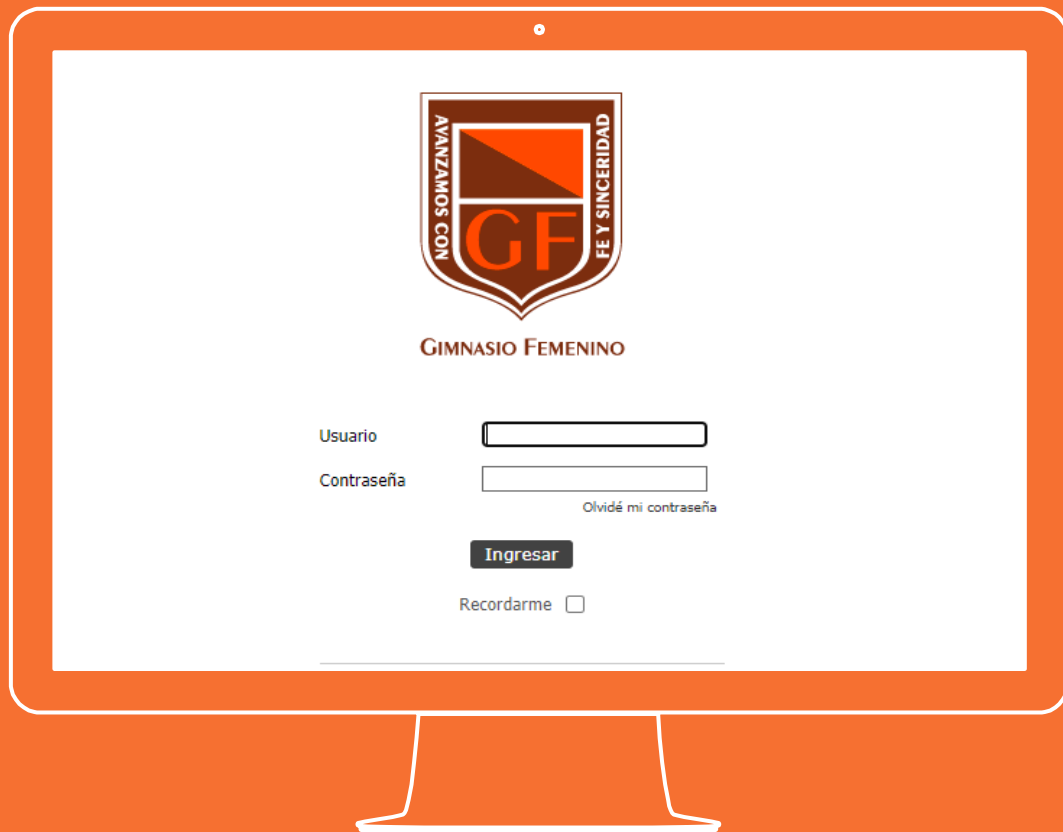 AVANZAMOS CON
FE Y SINCERIDAD
GF
GIMNASIO FEMENINO
Usuario
Contraseña
Olvidé mi contraseña
Ingresar
Recordarme